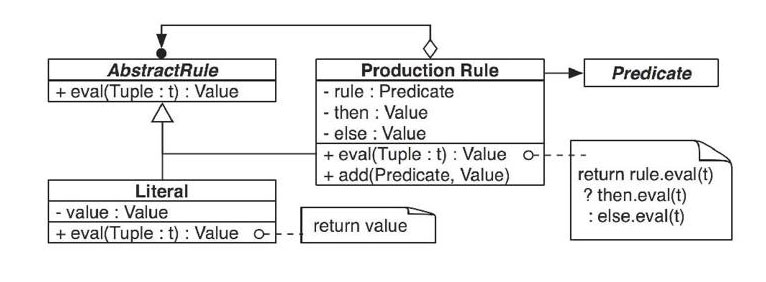 AbstractRule
+ eval(Tuple : t) : Value
Production Rule
- rule : Predicate
- then : Value
- else : Value
+ eval(Tuple : t) : Value
+ add(Predicate, Value)
Predicate
return rule.eval(t)
? then.eval(t)
: else.eval(t)
Literal
- value : Value
+ eval(Tuple : t) : Value
return value